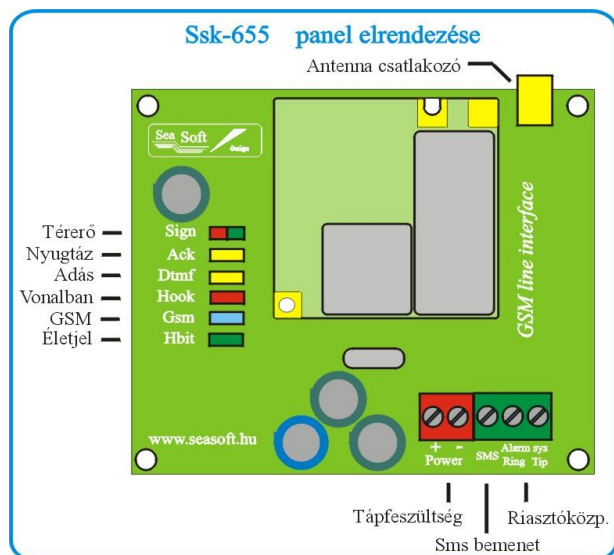 Ssk-655 panel elrendezése
Antenna csatlakozó
Sea Soft
design
Térerő Sign
Nyugtáz Ack
Adás Dtmf
Vonalban Hook
GSM Gsm
Életjel Hbit
GSM line interface
www.seasoft.hu
+ -
Power
SMS
Alarm sys
Ring Tip
Tápfeszültség
Riasztóközp.
Sms bemenet